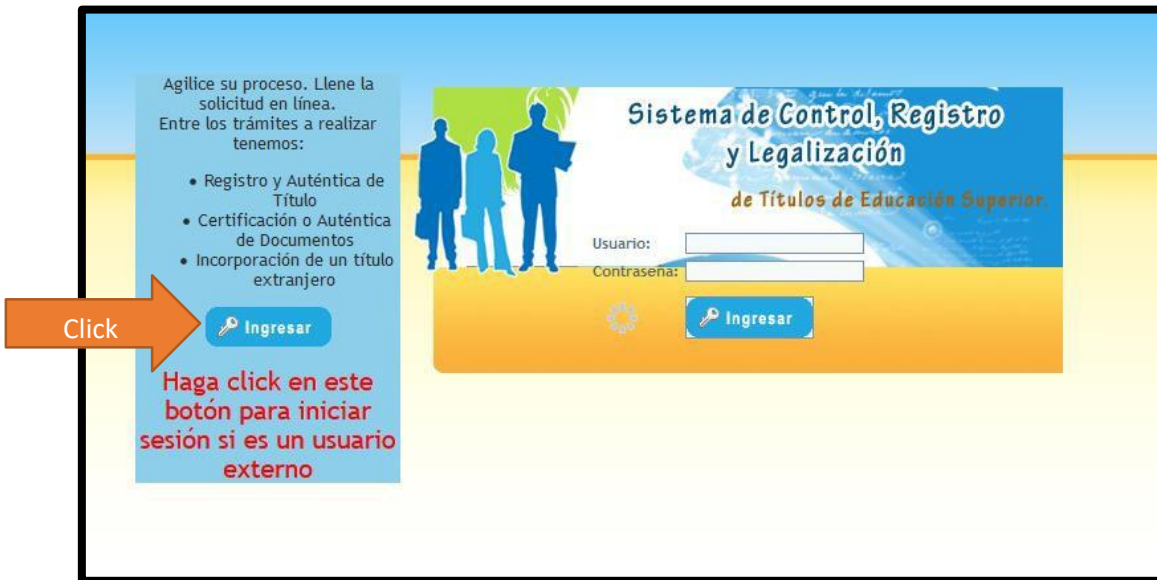 Agilice su proceso. Llene la
solicitud en línea.
Entre los trámites a realizar
tenemos:
• Registro y Auténtica de
Título
• Certificación o Auténtica
de Documentos
• Incorporación de un título
extranjero
Click
Ingresar
Haga click en este
botón para iniciar
sesión si es un usuario
externo
Sistema de Control, Registro
y Legalización
de Títulos de Educación Superior.
Usuario:
Contraseña:
Ingresar